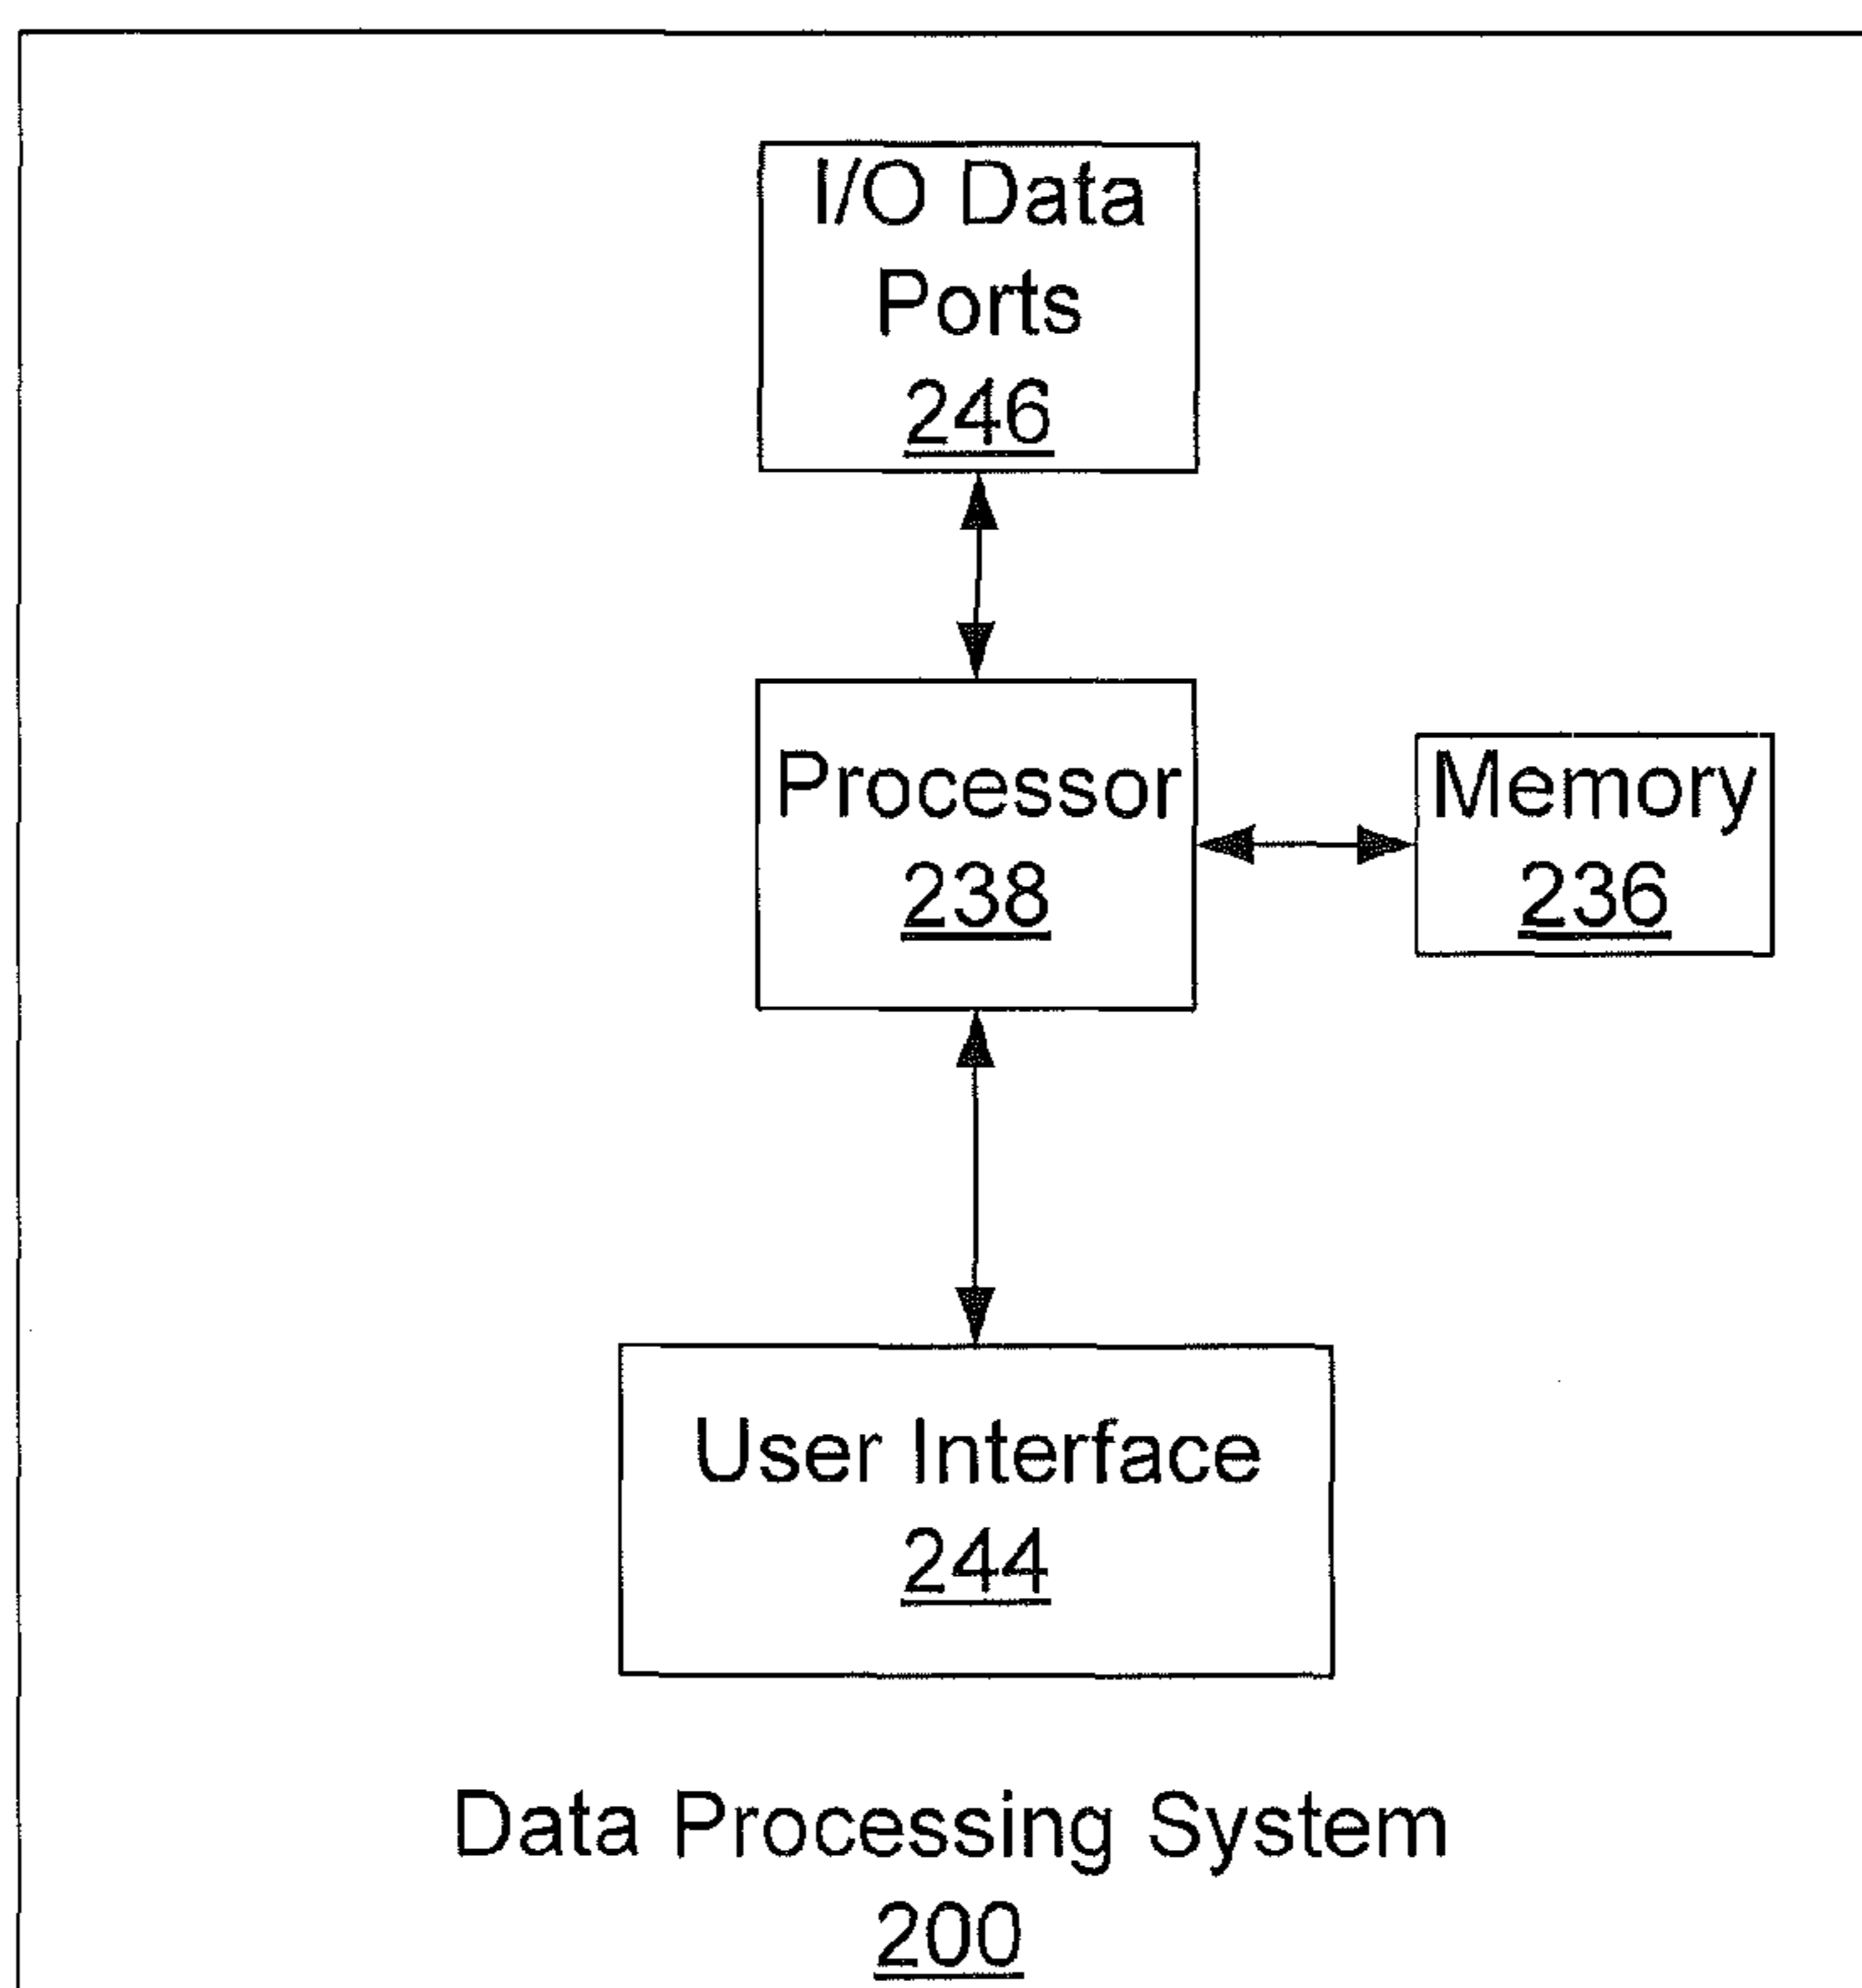 I/O Data
Ports
246
Processor
238
Memory
236
User Interface
244
Data Processing System
200